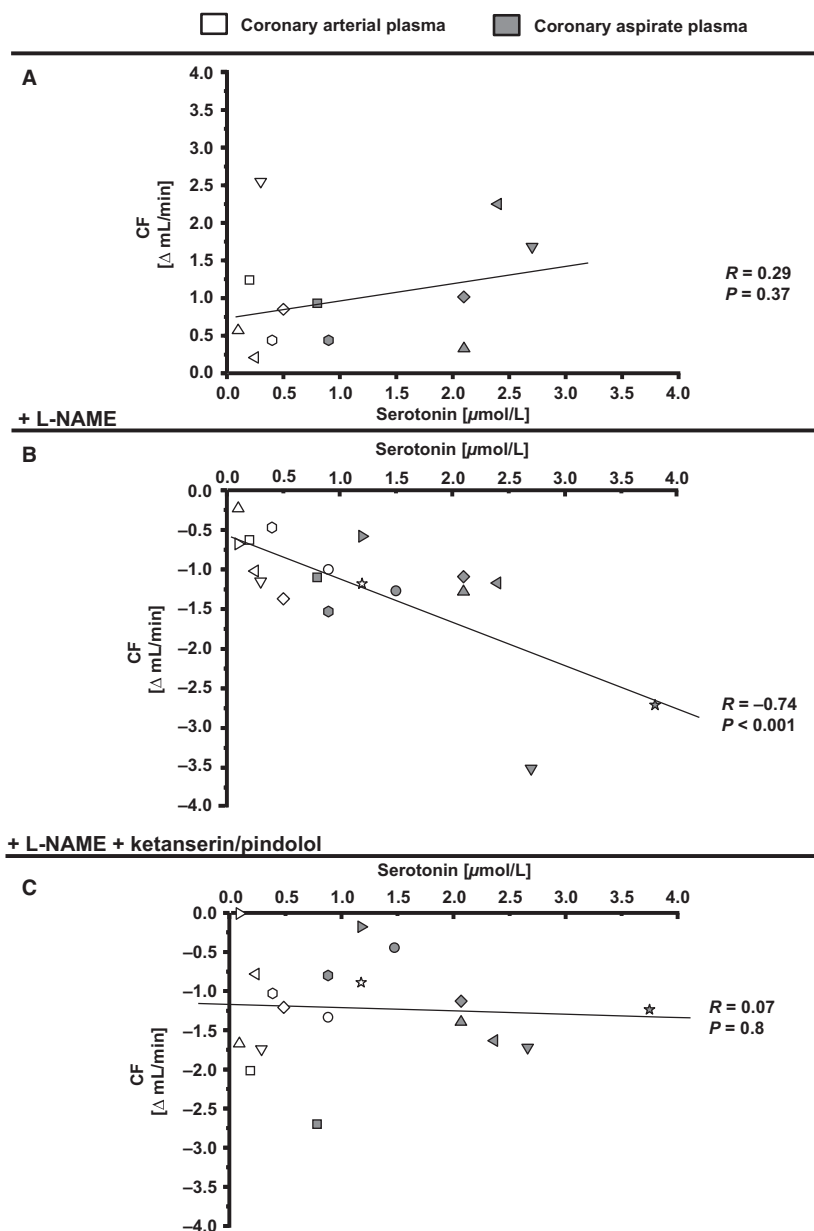 Coronary arterial plasma Coronary aspirate plasma
A
4.0
3.5
3.0
2.5
2.0
1.5
1.0
0.5
0.0
CF
[Δ mL/min]
R = 0.29
P = 0.37
0.0 0.5 1.0 1.5 2.0 2.5 3.0 3.5 4.0
Serotonin [µmol/L]
+ L-NAME
B
Serotonin [µmol/L]
0.0 0.5 1.0 1.5 2.0 2.5 3.0 3.5 4.0
0.0
–0.5
–1.0
–1.5
–2.0
–2.5
–3.0
–3.5
–4.0
CF
[Δ mL/min]
R = –0.74
P < 0.001
+ L-NAME + ketanserin/pindolol
C
Serotonin [µmol/L]
0.0 0.5 1.0 1.5 2.0 2.5 3.0 3.5 4.0
0.0
–0.5
–1.0
–1.5
–2.0
–2.5
–3.0
–3.5
–4.0
CF
[Δ mL/min]
R = 0.07
P = 0.8